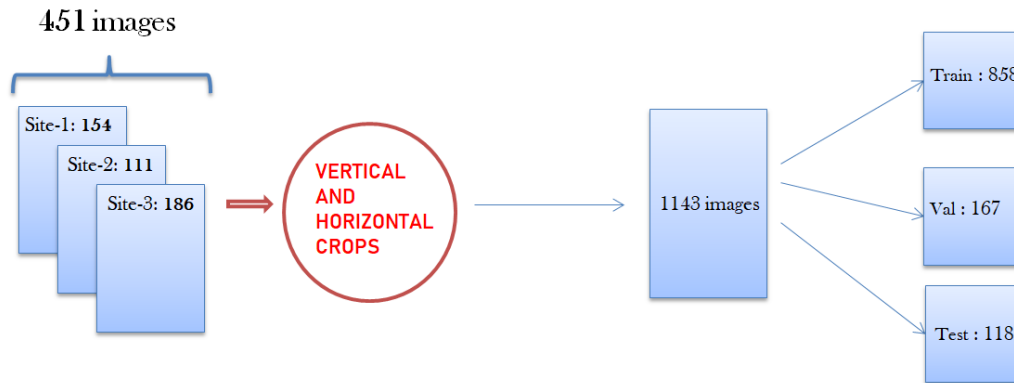 451 images
Site-1: 154
Site-2: 111
Site-3: 186
VERTICAL
AND
HORIZONTAL
CROPS
1143 images
Train : 858
Val : 167
Test : 118